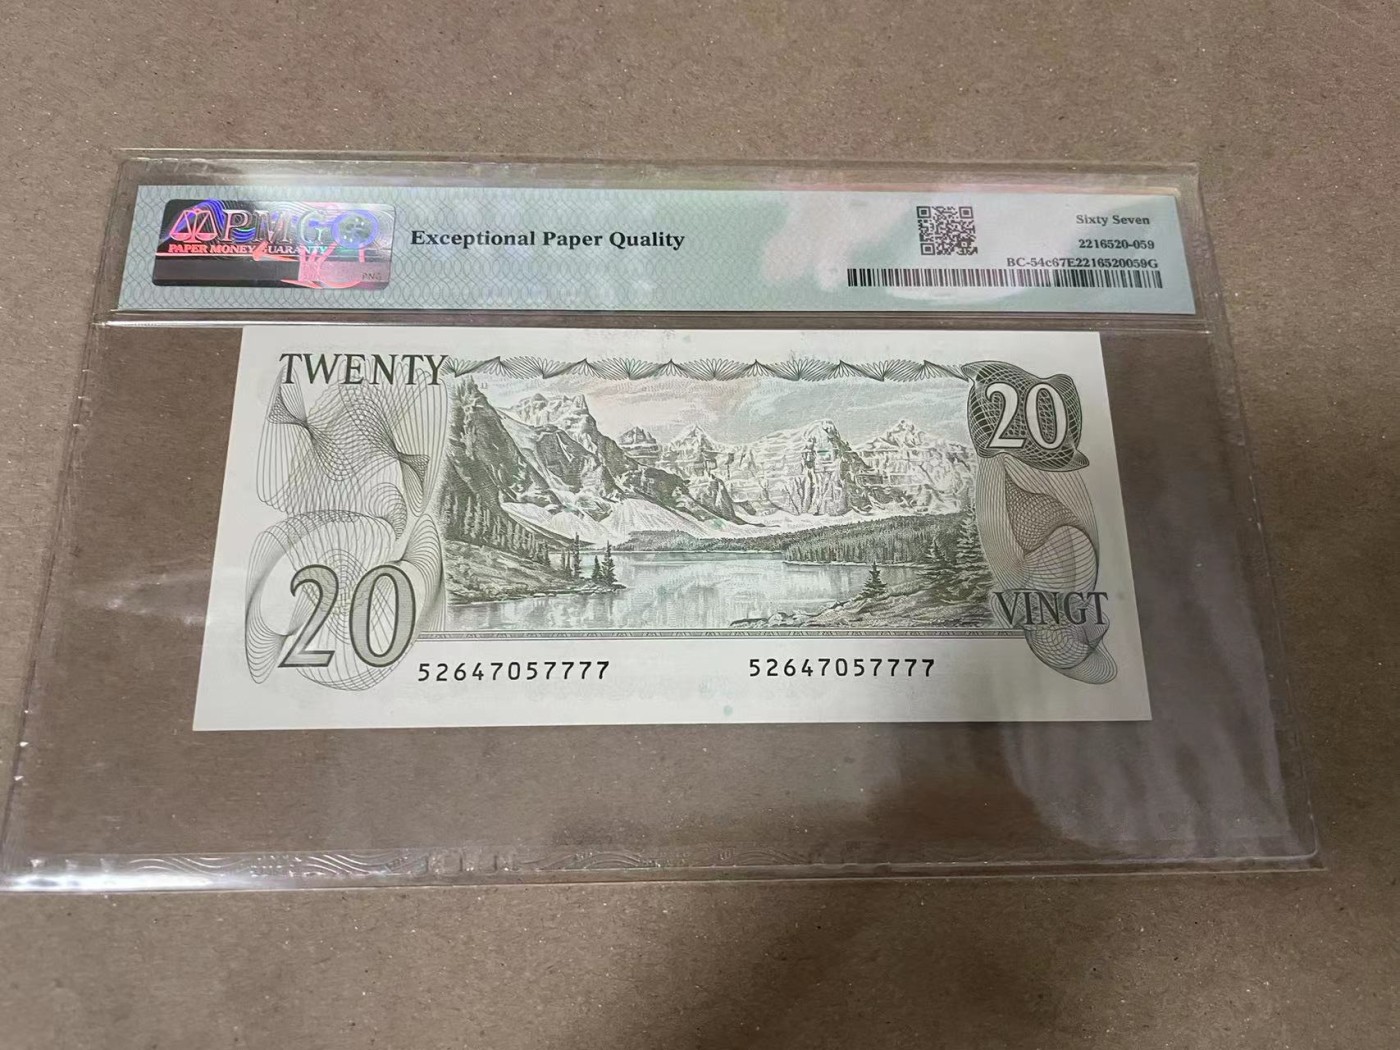 PMG
PAPER MONEY GUARANTY
PNG
Exceptional Paper Quality
Sixty Seven
2216520-059
BC-54c67E2216520059G
TWENTY
20
20
VINGT
52647057777
52647057777